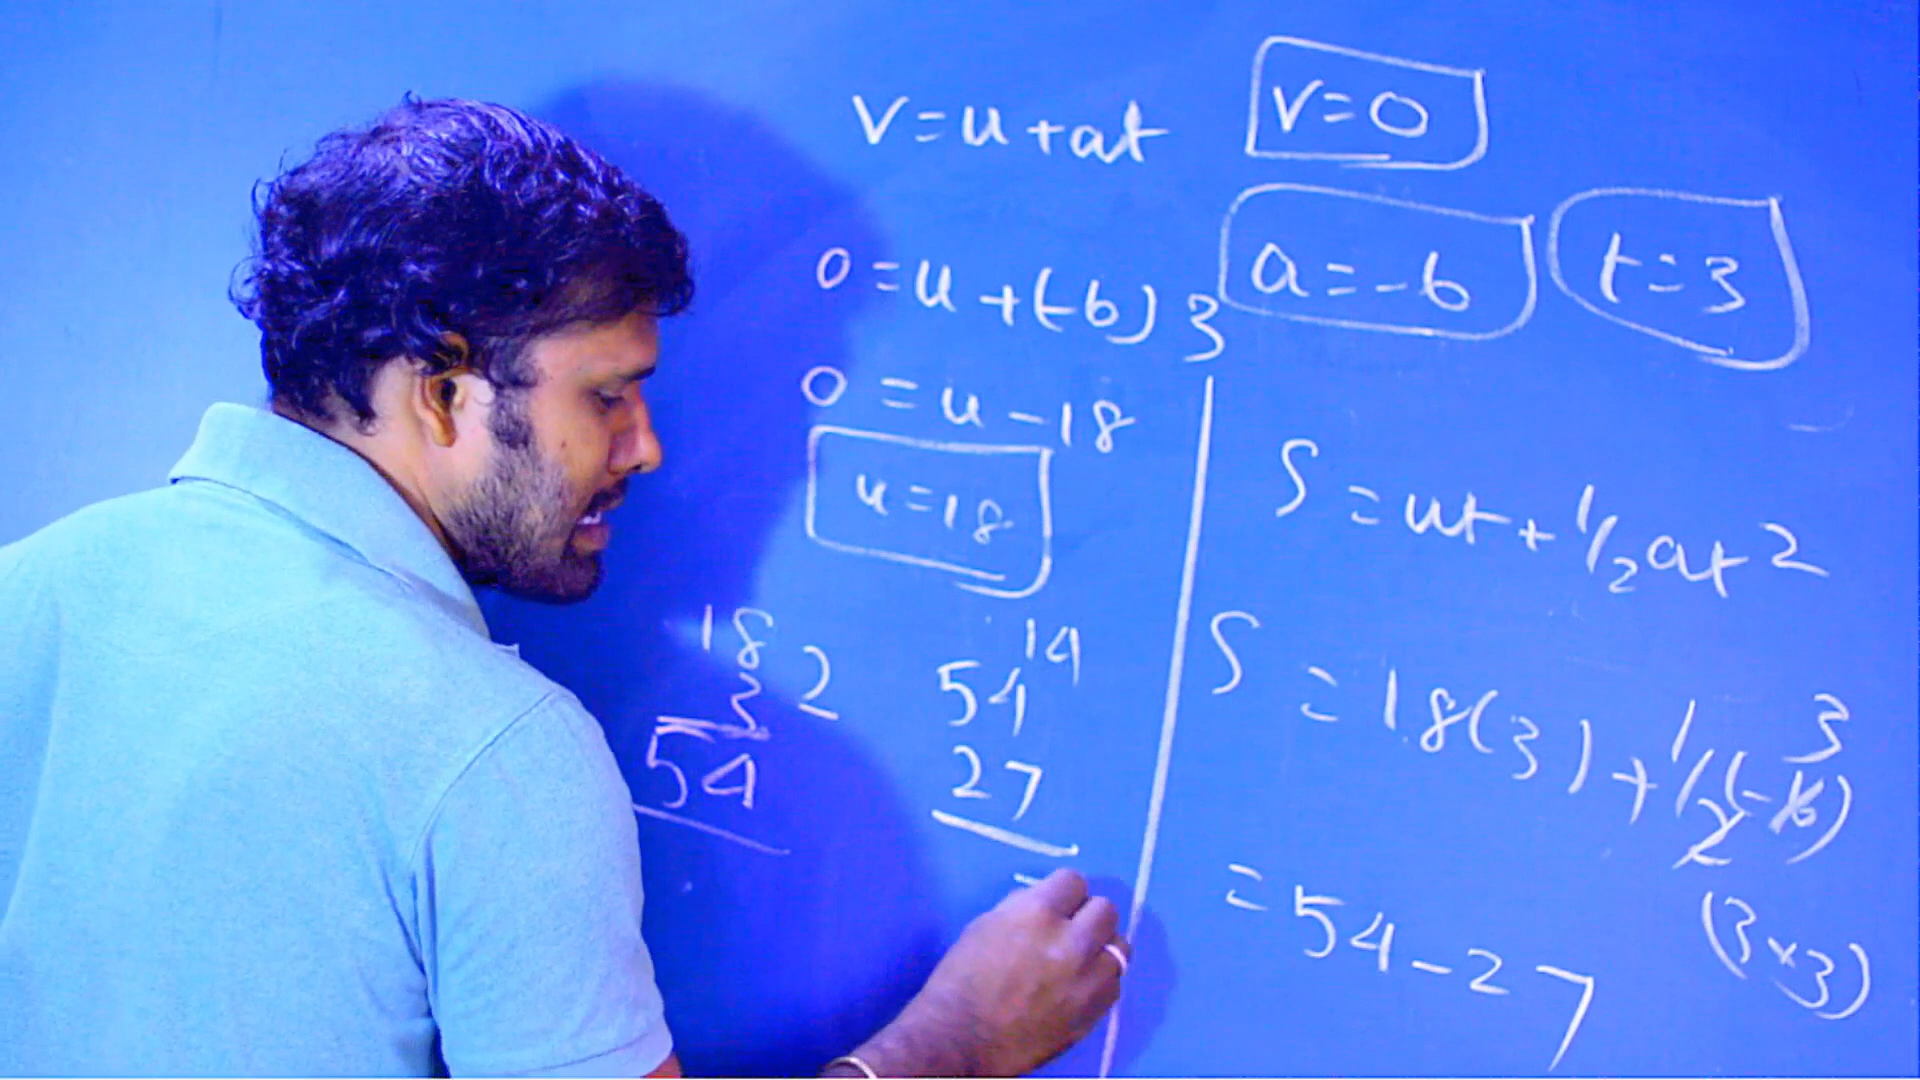 v=u+at
v=0
a=-6
t=3
0=u+(-6)3
0=u-18
u=18
18
3
54
2
14
54
27
S=ut+1/2at2
S=18(3)+1/2(-6)
3
(3×3)
=54-27